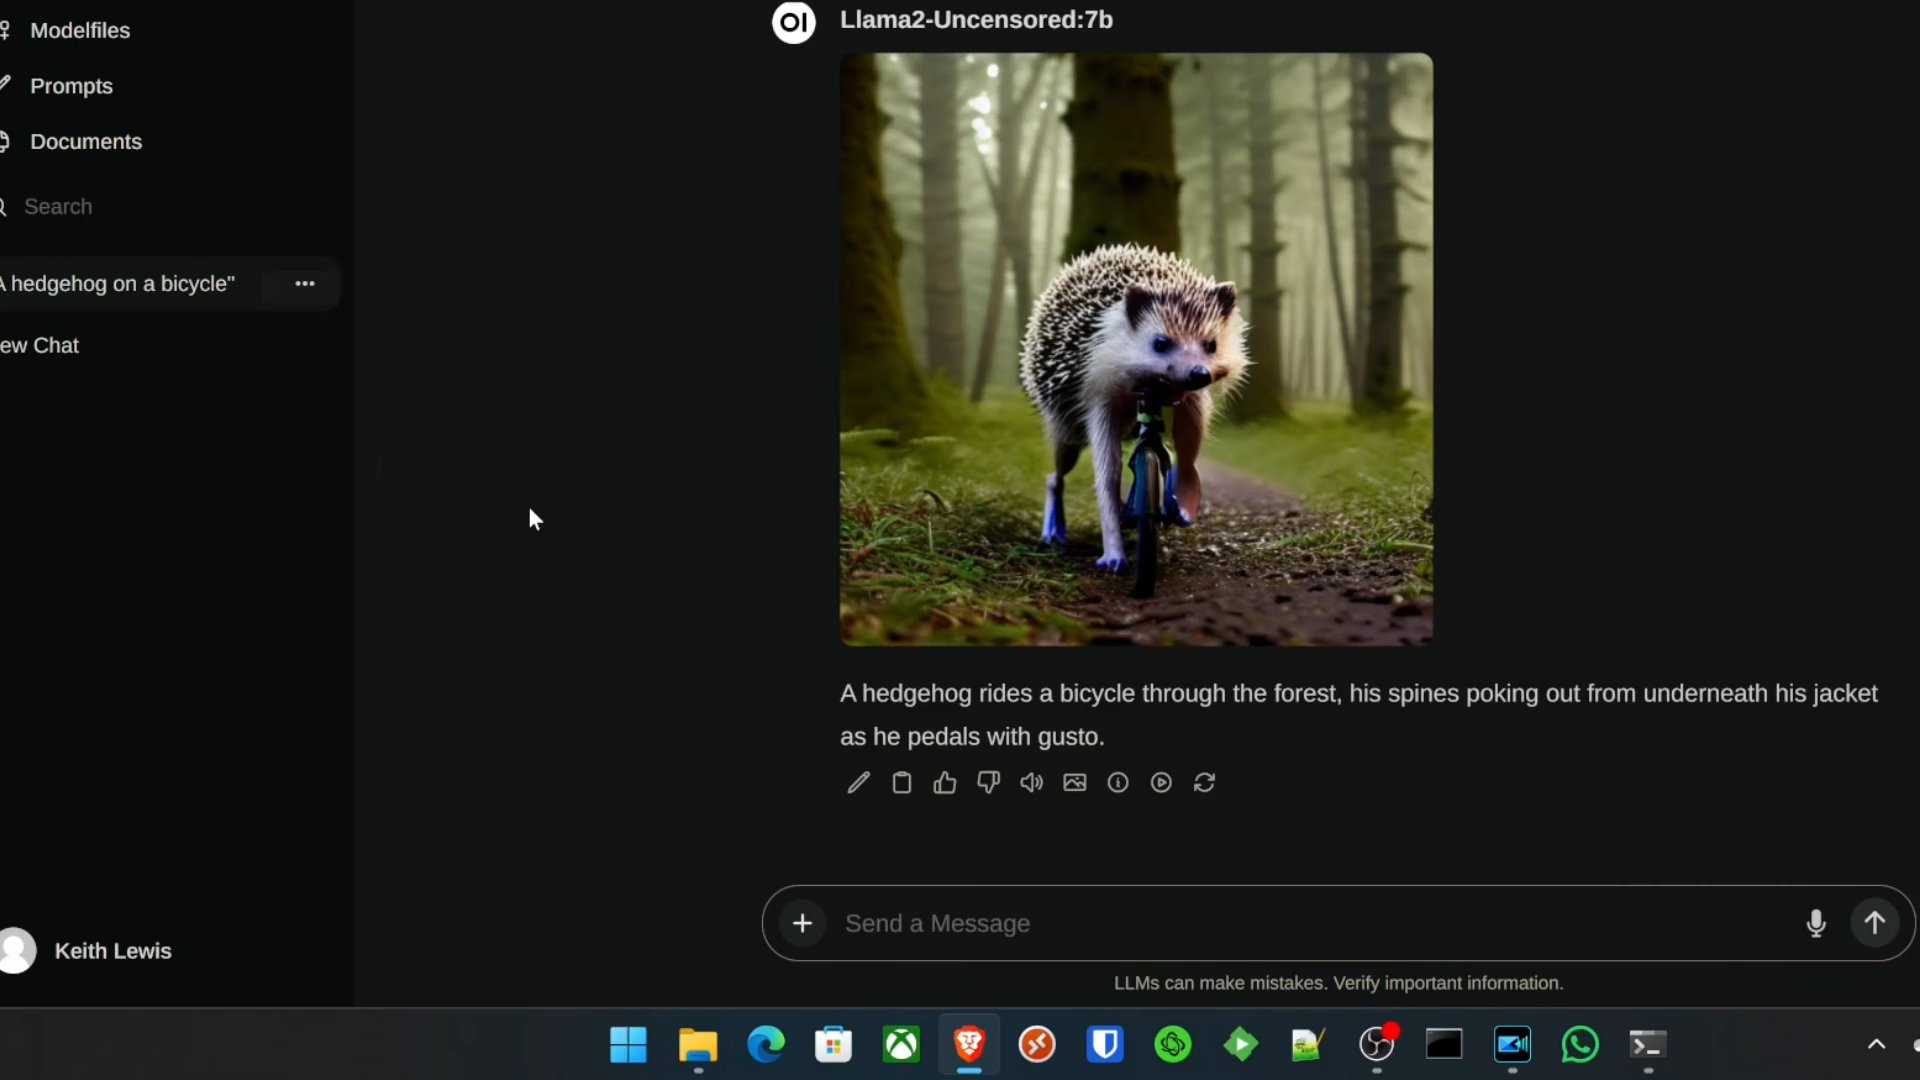 Modelfiles
Prompts
Documents
Search
A hedgehog on a bicycle"
ew Chat
Keith Lewis
OI
Llama2-Uncensored:7b
A hedgehog rides a bicycle through the forest, his spines poking out from underneath his jacket
as he pedals with gusto.
Send a Message
LLMs can make mistakes. Verify important information.